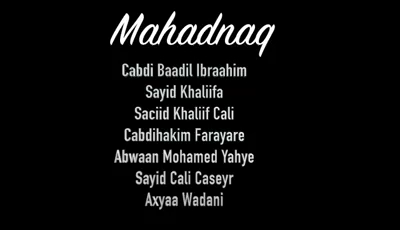 Mahadnaq
Cabdi Baadil Ibraahim
Sayid Khaliifa
Saciid Khaliif Cali
Cabdihakim Farayare
Abwaan Mohamed Yahye
Sayid Cali Caseyr
Axyaa Wadani